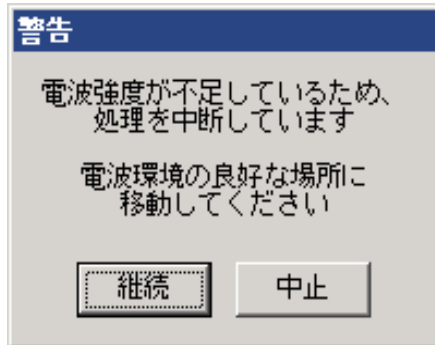 警告
電波強度が不足しているため、
処理を中断しています
電波環境の良好な場所に
移動してください
継続
中止